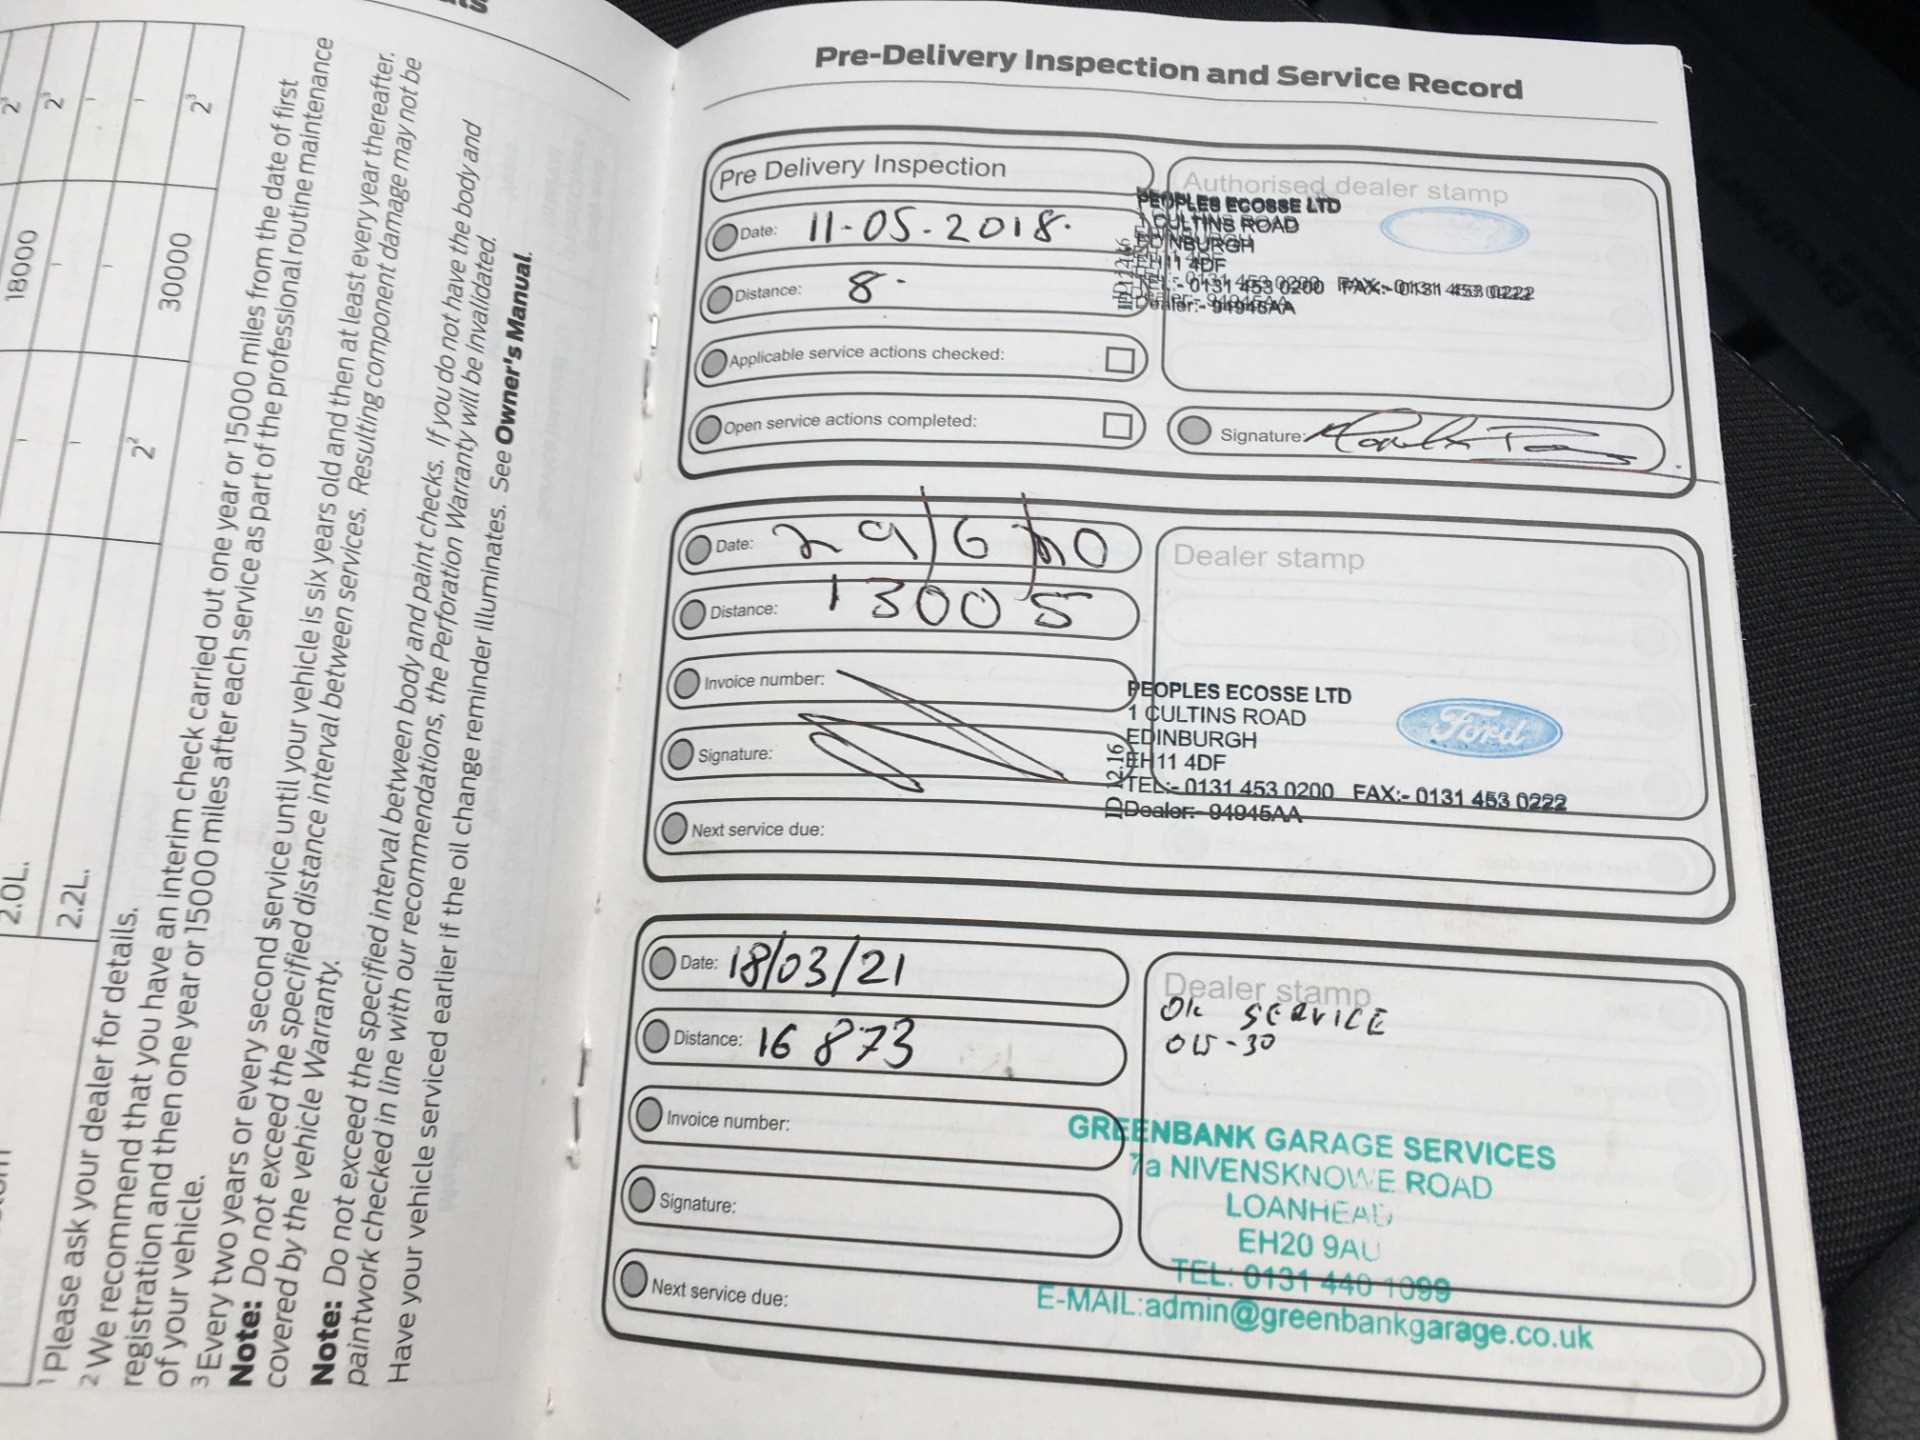 2³
2³
2³
18000
30000
2²
2.0L.
2.2L.
¹ Please ask your dealer for details.
2 We recommend that you have an interim check carried out one year or 15000 miles from the date of first
registration and then one year or 15000 miles after each service as part of the professional routine maintenance
of your vehicle.
3 Every two years or every second service until your vehicle is six years old and then at least every year thereafter.
Note: Do not exceed the specified distance interval between services. Resulting component damage may not be
covered by the vehicle Warranty.
Note: Do not exceed the specified interval between body and paint checks. If you do not have the body and
paintwork checked in line with our recommendations, the Perforation Warranty will be invalidated.
Have your vehicle serviced earlier if the oil change reminder illuminates. See Owner's Manual.
Pre-Delivery Inspection and Service Record
Pre Delivery Inspection
Date: 11-05-2018.
Distance: 8-
Applicable service actions checked:
Open service actions completed:
Authorised dealer stamp
PEOPLES ECOSSE LTD
1 CULTINS ROAD
EDINBURGH
EH11 4DF
TEL:- 0131 453 0200 FAX:- 0131 453 0222
Dealer:- 94945AA
Signature:
Date: 29/6/20
Distance: 13005
Invoice number:
Signature:
Next service due:
Dealer stamp
PEOPLES ECOSSE LTD
1 CULTINS ROAD
EDINBURGH
EH11 4DF
TEL:- 0131 453 0200 FAX:- 0131 453 0222
Dealer:- 94945AA
ID 12.16
Ford
Date: 18/03/21
Distance: 16873
Invoice number:
Signature:
Next service due:
Dealer stamp
OIL SERVICE
0W-30
GREENBANK GARAGE SERVICES
7a NIVENSKNOWE ROAD
LOANHEAD
EH20 9AU
TEL: 0131 440 1099
E-MAIL:admin@greenbankgarage.co.uk